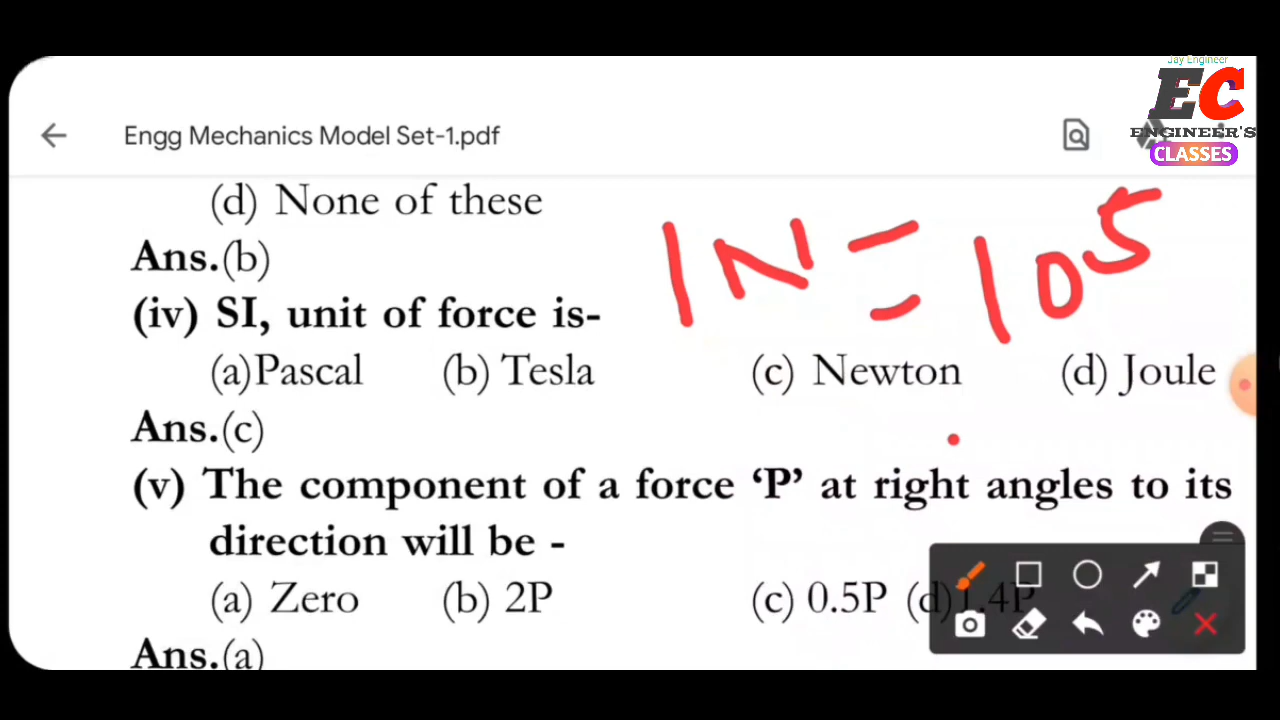 Jay Engineer
EC
ENGINEER'S
CLASSES
Engg Mechanics Model Set-1.pdf
(d) None of these
Ans.(b)
1N = 10⁵
(iv) SI, unit of force is-
(a)Pascal (b) Tesla (c) Newton (d) Joule
Ans.(c)
(v) The component of a force ‘P’ at right angles to its
direction will be -
(a) Zero (b) 2P (c) 0.5P (d)1.4P
Ans.(a)